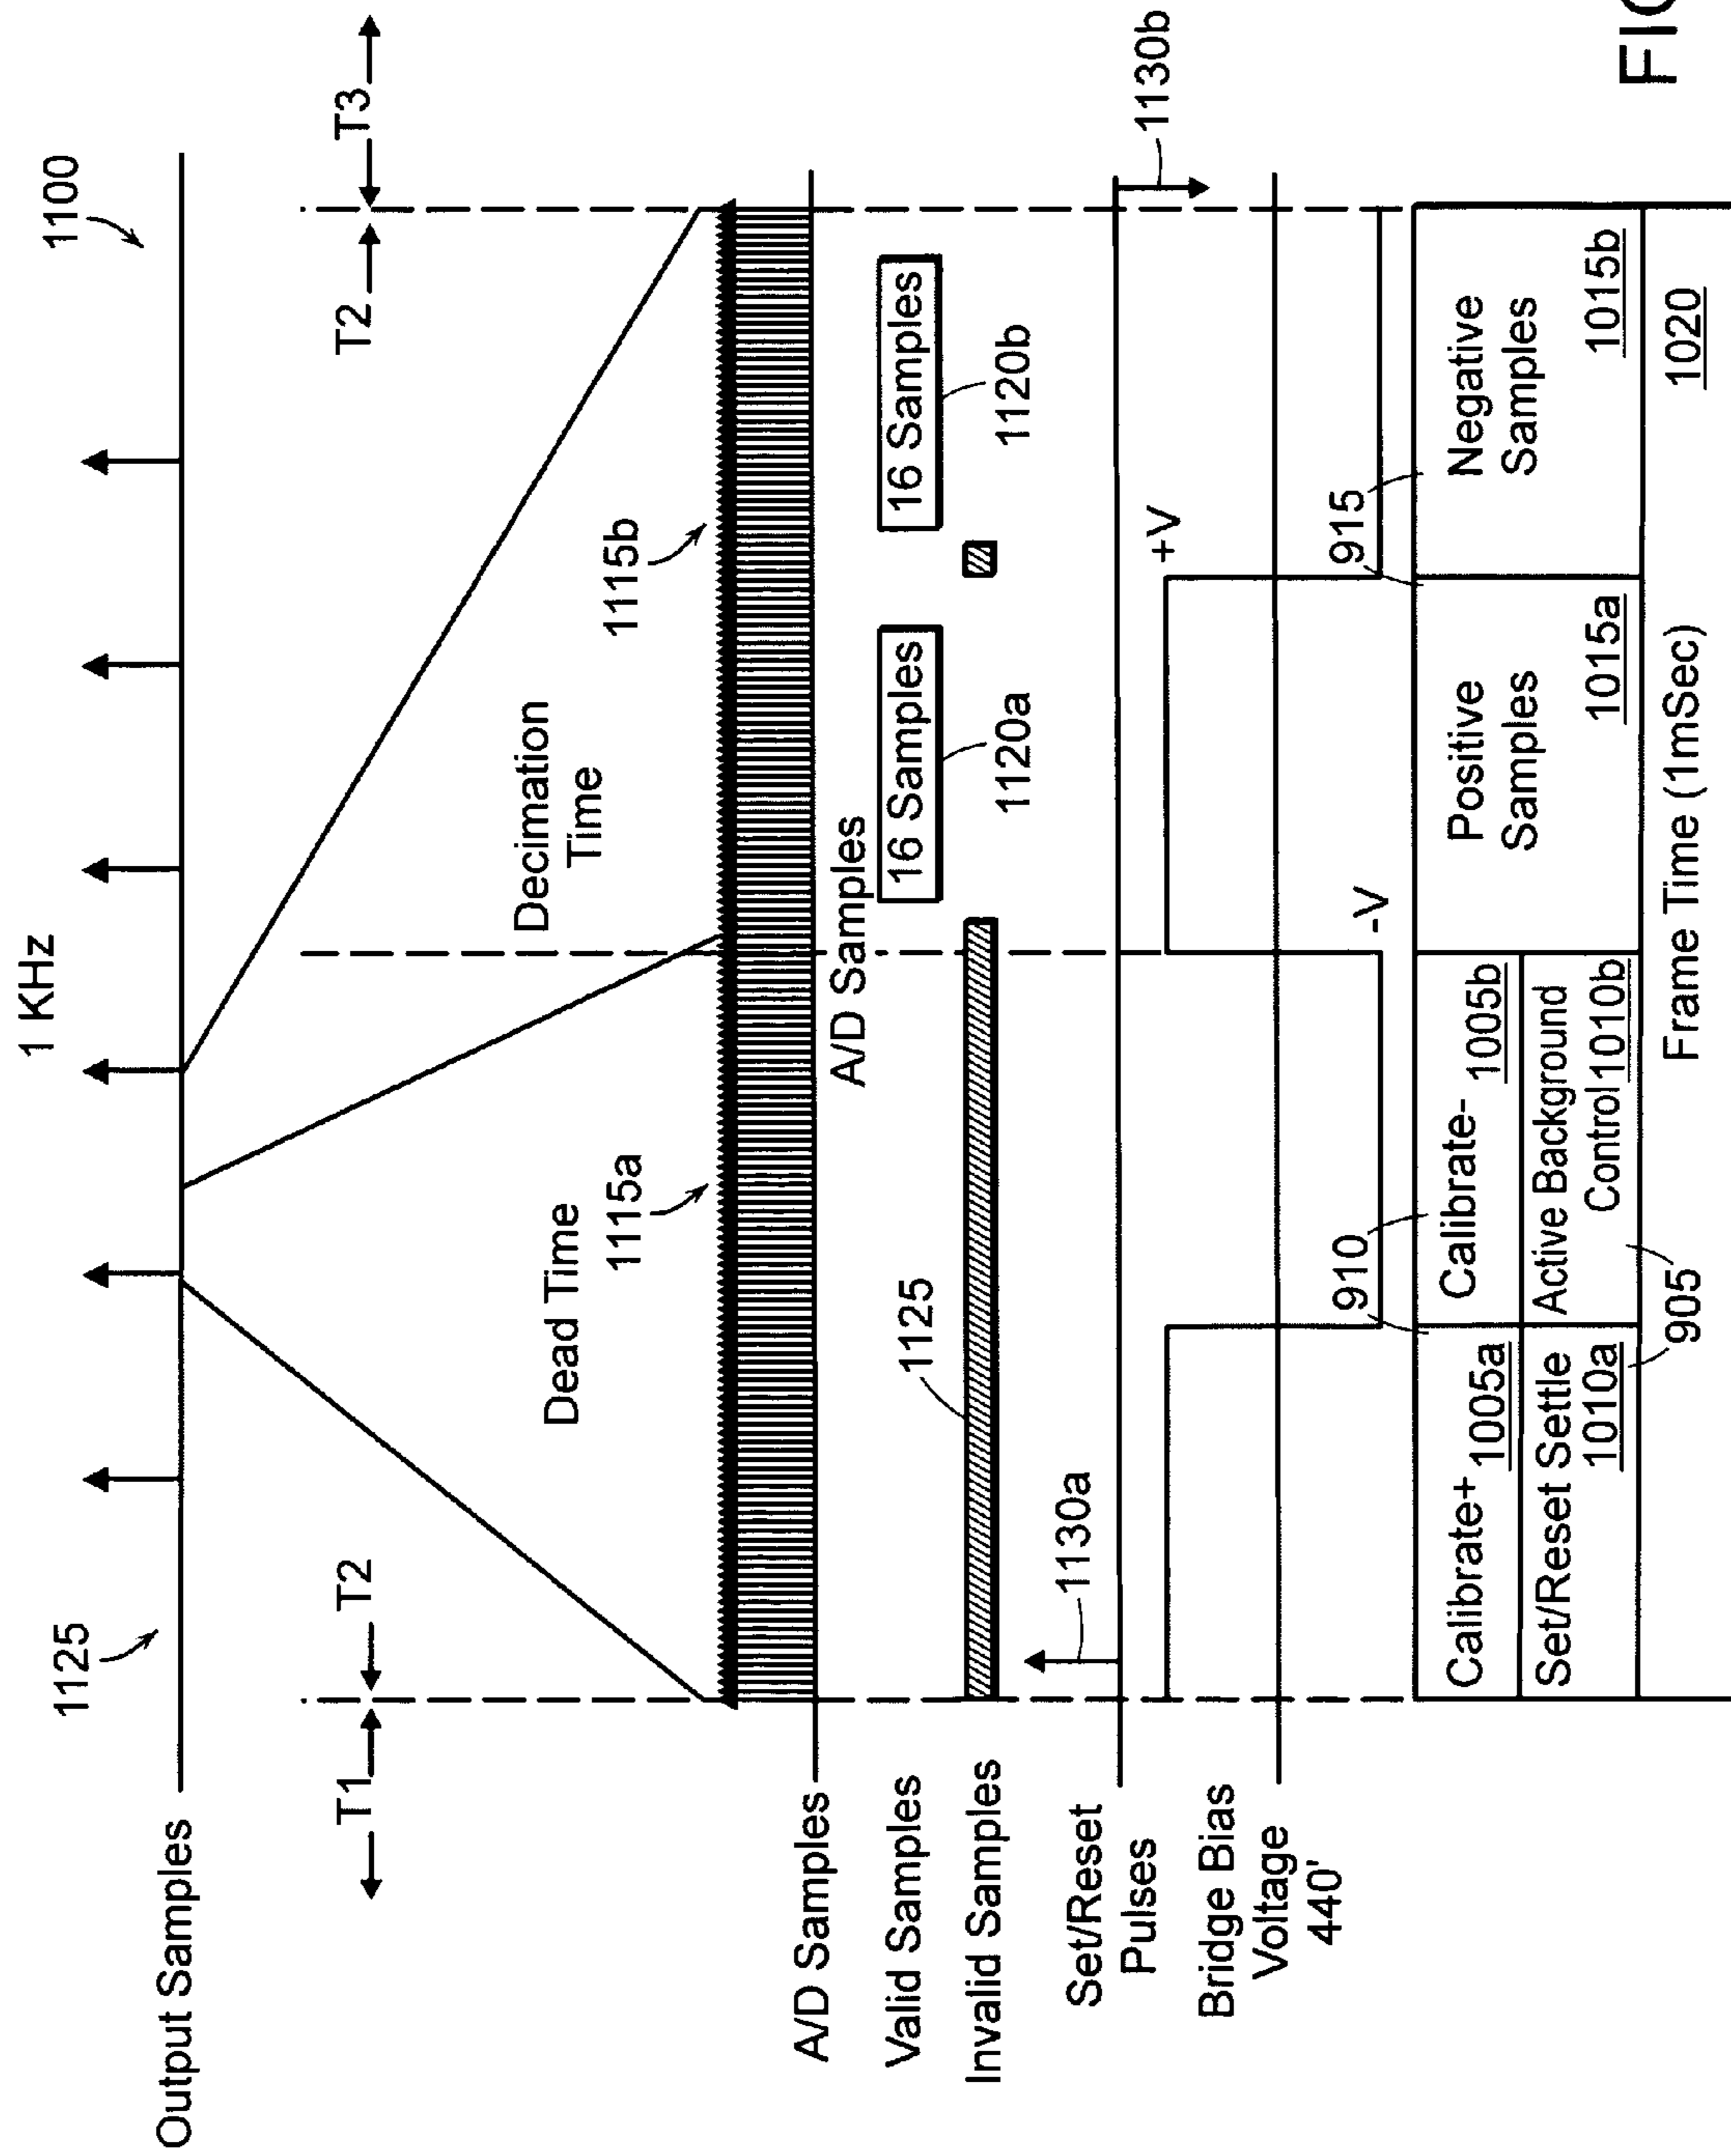 1 KHz
1100
1125
Output Samples
T1
T2
T2
T3
Dead Time
Decimation
Time
1115a
1115b
A/D Samples
A/D Samples
Valid Samples
16 Samples
16 Samples
1120a
1120b
Invalid Samples
1125
Set/Reset
Pulses
1130a
1130b
Bridge Bias
Voltage
440'
-V
+V
910
915
Calibrate+ 1005a
Calibrate- 1005b
Set/Reset Settle
1010a
Active Background
Control 1010b
905
Positive
Samples
1015a
Negative
Samples
1015b
Frame Time (1mSec)
1020